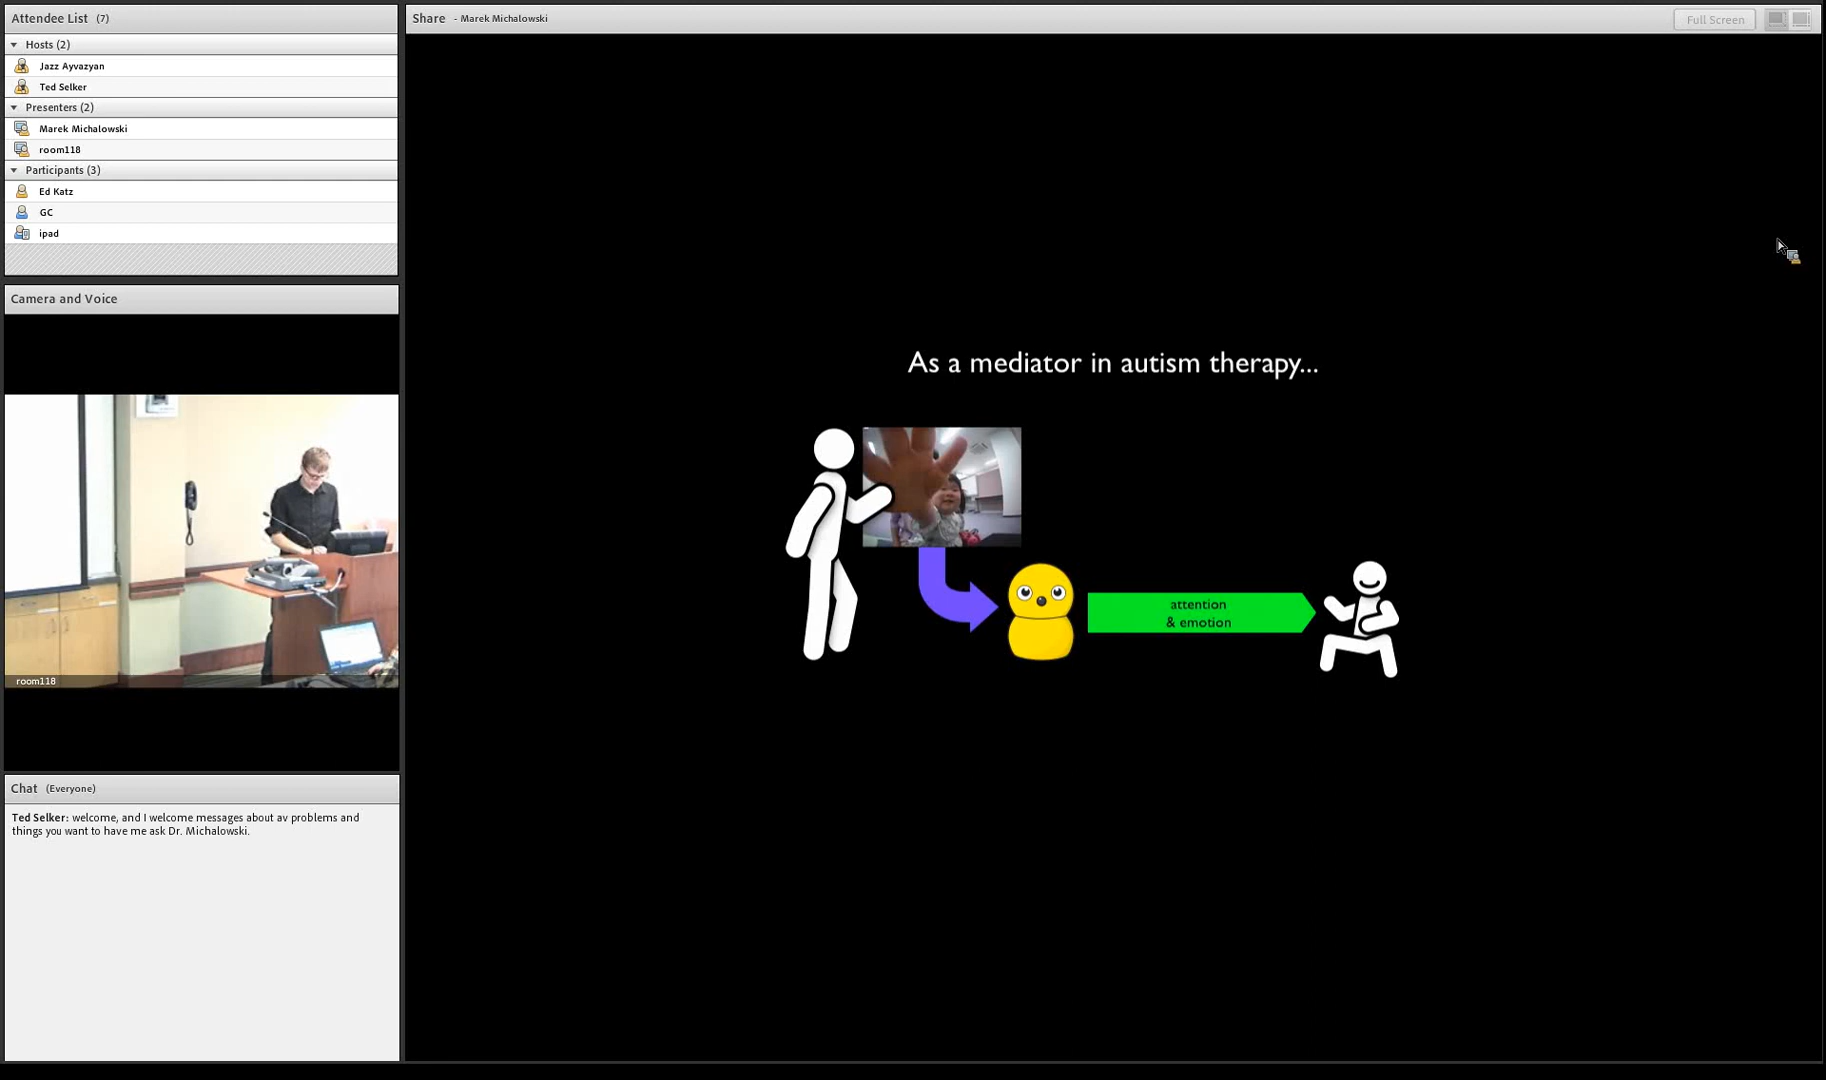 Attendee List (7)
Hosts (2)
Jazz Ayvazyan
Ted Selker
Presenters (2)
Marek Michalowski
room118
Participants (3)
Ed Katz
GC
ipad
Camera and Voice
room118
Chat (Everyone)
Ted Selker: welcome, and I welcome messages about av problems and
things you want to have me ask Dr. Michalowski.
Share - Marek Michalowski
Full Screen
As a mediator in autism therapy...
attention
& emotion